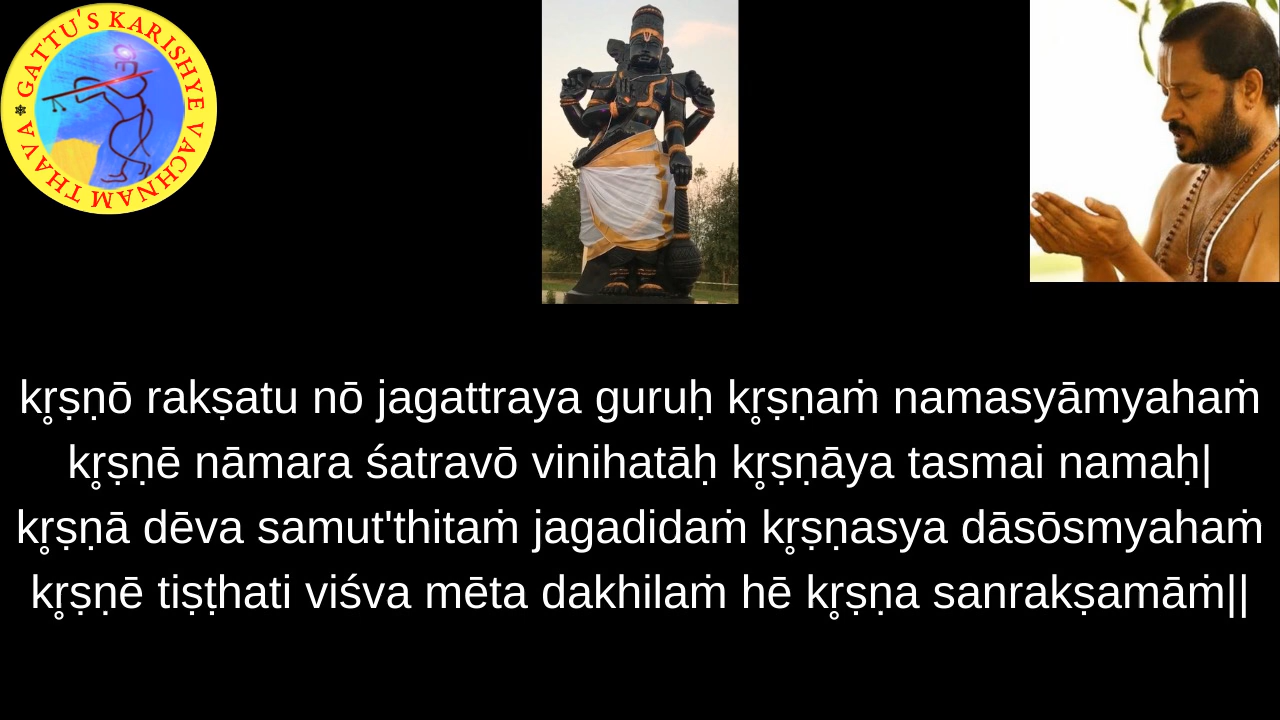 GATTU'S KARISHYE VACHNAM THAVA
kr̥ṣṇō rakṣatu nō jagattraya guruḥ kr̥ṣṇaṁ namasyāmyahaṁ
kr̥ṣṇē nāmara śatravō vinihatāḥ kr̥ṣṇāya tasmai namaḥ|
kr̥ṣṇā dēva samut'thitaṁ jagadidaṁ kr̥ṣṇasya dāsōsmyahaṁ
kr̥ṣṇē tiṣṭhati viśva mēta dakhilaṁ hē kr̥ṣṇa sanrakṣamāṁ||